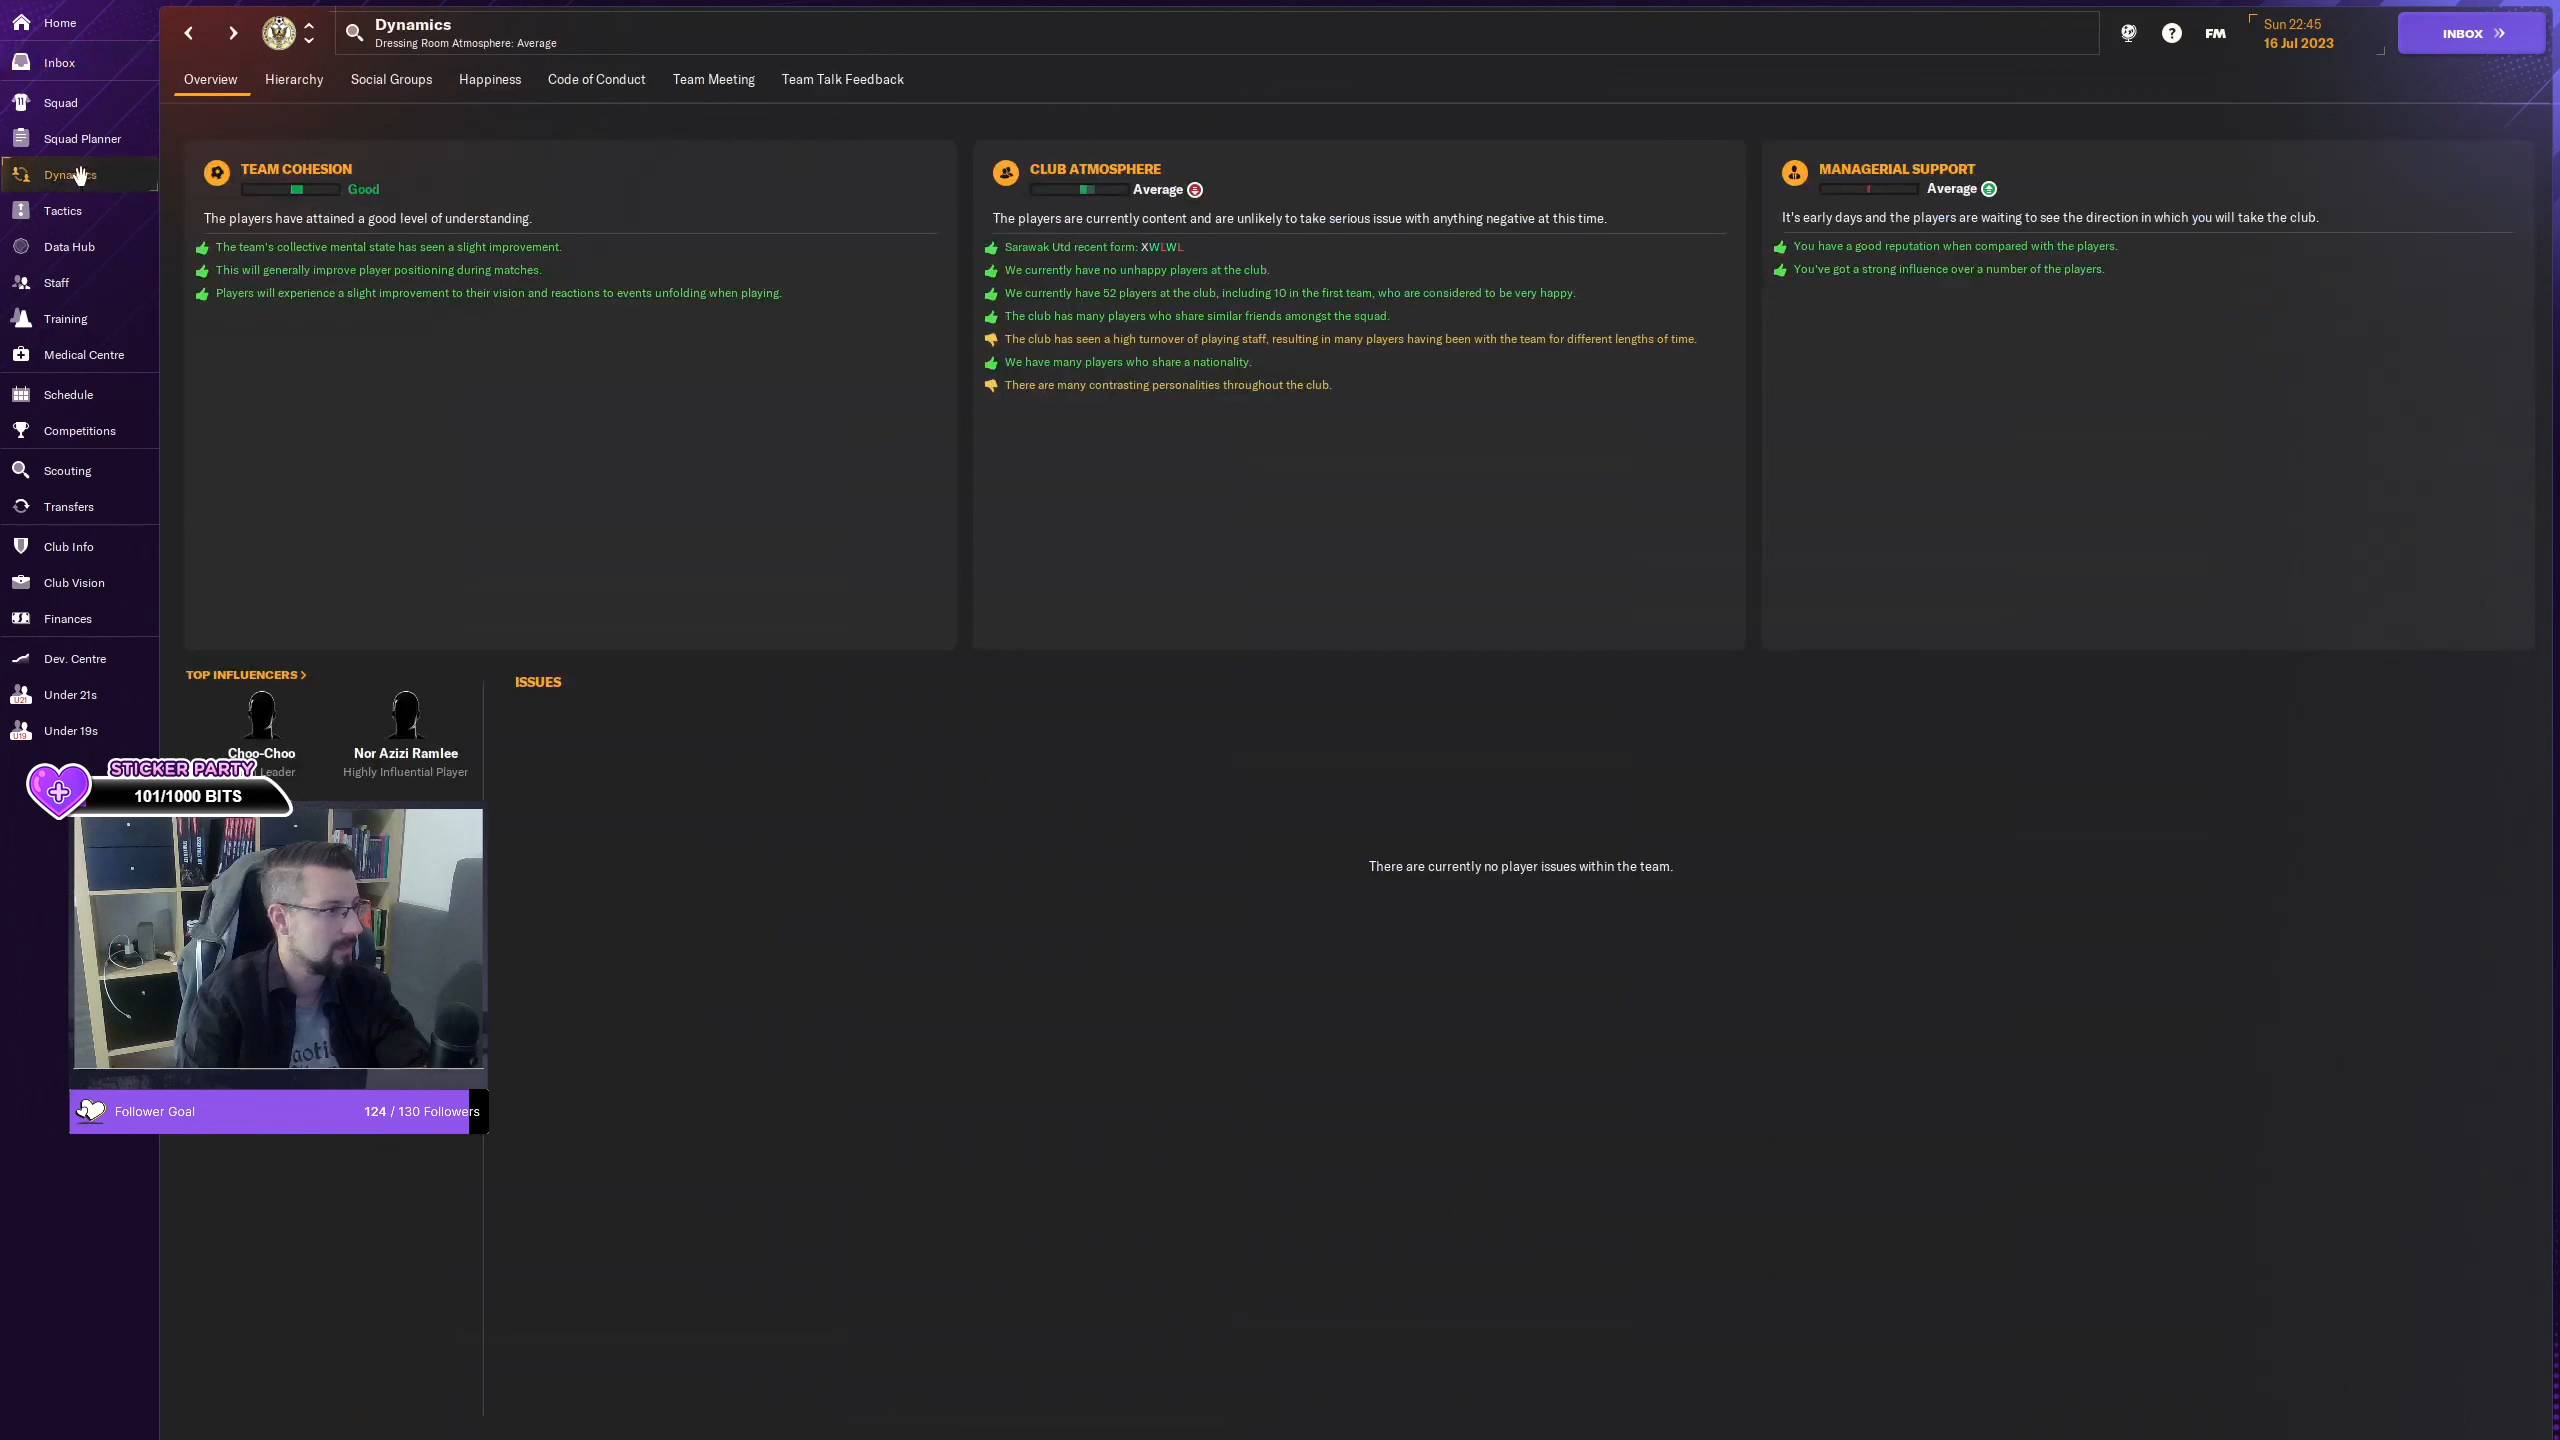 Home
Inbox
Squad
Squad Planner
Dynamics
Tactics
Data Hub
Staff
Training
Medical Centre
Schedule
Competitions
Scouting
Transfers
Club Info
Club Vision
Finances
Dev. Centre
U21
Under 21s
U19
Under 19s
Dynamics
Dressing Room Atmosphere: Average
?
FM
Sun 22:45
16 Jul 2023
INBOX
Overview
Hierarchy
Social Groups
Happiness
Code of Conduct
Team Meeting
Team Talk Feedback
TEAM COHESION
Good
The players have attained a good level of understanding.
The team's collective mental state has seen a slight improvement.
This will generally improve player positioning during matches.
Players will experience a slight improvement to their vision and reactions to events unfolding when playing.
CLUB ATMOSPHERE
Average
The players are currently content and are unlikely to take serious issue with anything negative at this time.
Sarawak Utd recent form: XWLWL
We currently have no unhappy players at the club.
We currently have 52 players at the club, including 10 in the first team, who are considered to be very happy.
The club has many players who share similar friends amongst the squad.
The club has seen a high turnover of playing staff, resulting in many players having been with the team for different lengths of time.
We have many players who share a nationality.
There are many contrasting personalities throughout the club.
MANAGERIAL SUPPORT
Average
It's early days and the players are waiting to see the direction in which you will take the club.
You have a good reputation when compared with the players.
You've got a strong influence over a number of the players.
TOP INFLUENCERS >
Choo-Choo
Leader
Nor Azizi Ramlee
Highly Influential Player
ISSUES
There are currently no player issues within the team.
STICKER PARTY
101/1000 BITS
Follower Goal
124 / 130 Followers